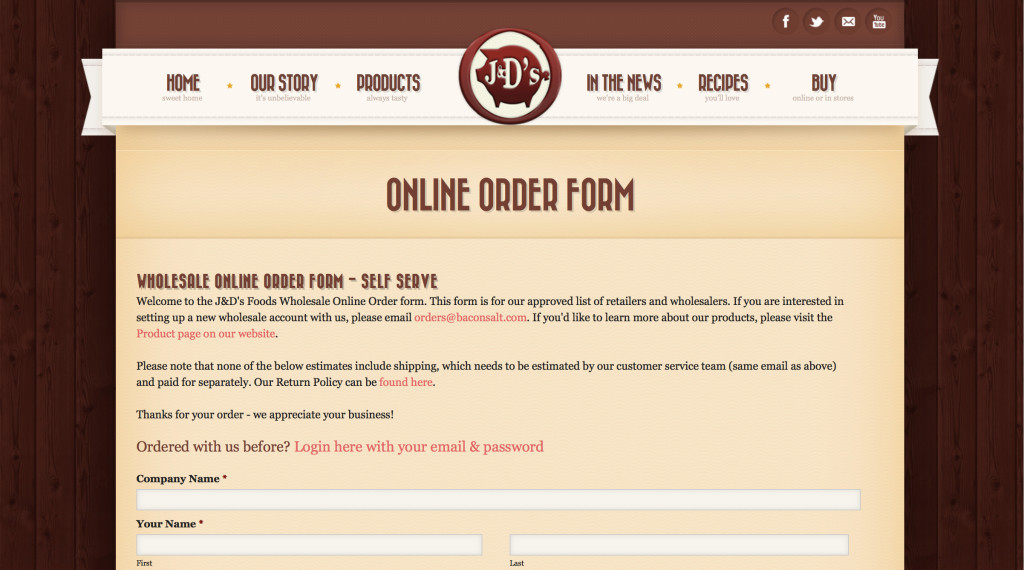 You Tube
HOME
sweet home
OUR STORY
it's unbelievable
PRODUCTS
always tasty
J&D's
IN THE NEWS
we're a big deal
RECIPES
you'll love
BUY
online or in stores
ONLINE ORDER FORM
WHOLESALE ONLINE ORDER FORM - SELF SERVE
Welcome to the J&D's Foods Wholesale Online Order form. This form is for our approved list of retailers and wholesalers. If you are interested in
setting up a new wholesale account with us, please email orders@baconsalt.com. If you'd like to learn more about our products, please visit the
Product page on our website.
Please note that none of the below estimates include shipping, which needs to be estimated by our customer service team (same email as above)
and paid for separately. Our Return Policy can be found here.
Thanks for your order - we appreciate your business!
Ordered with us before? Login here with your email & password
Company Name *
Your Name *
First
Last